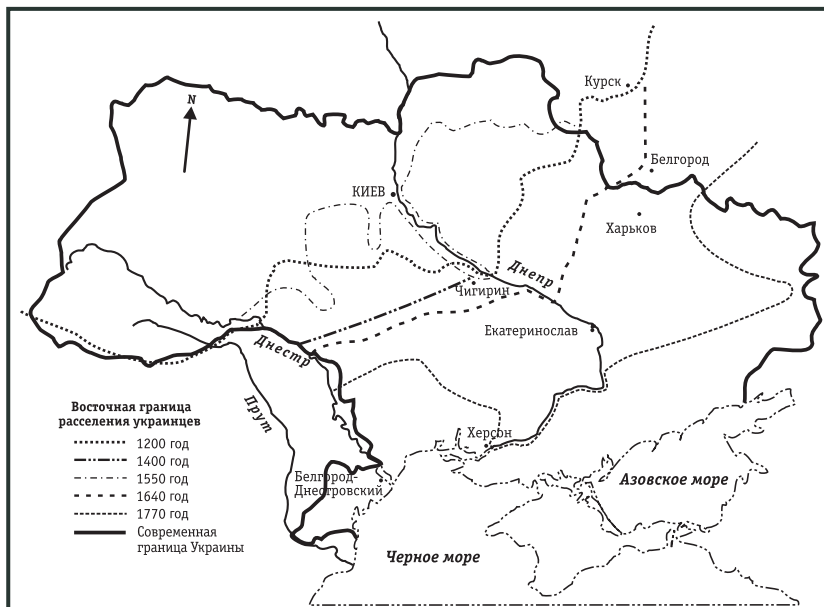 Курск
N
Белгород
КИЕВ
Харьков
Днепр
Чигирин
Екатеринослав
Днестр
Прут
Восточная граница
расселения украинцев
1200 год
1400 год
1550 год
1640 год
1770 год
Современная
граница Украины
Херсон
Белгород-
Днестровский
Азовское море
Черное море